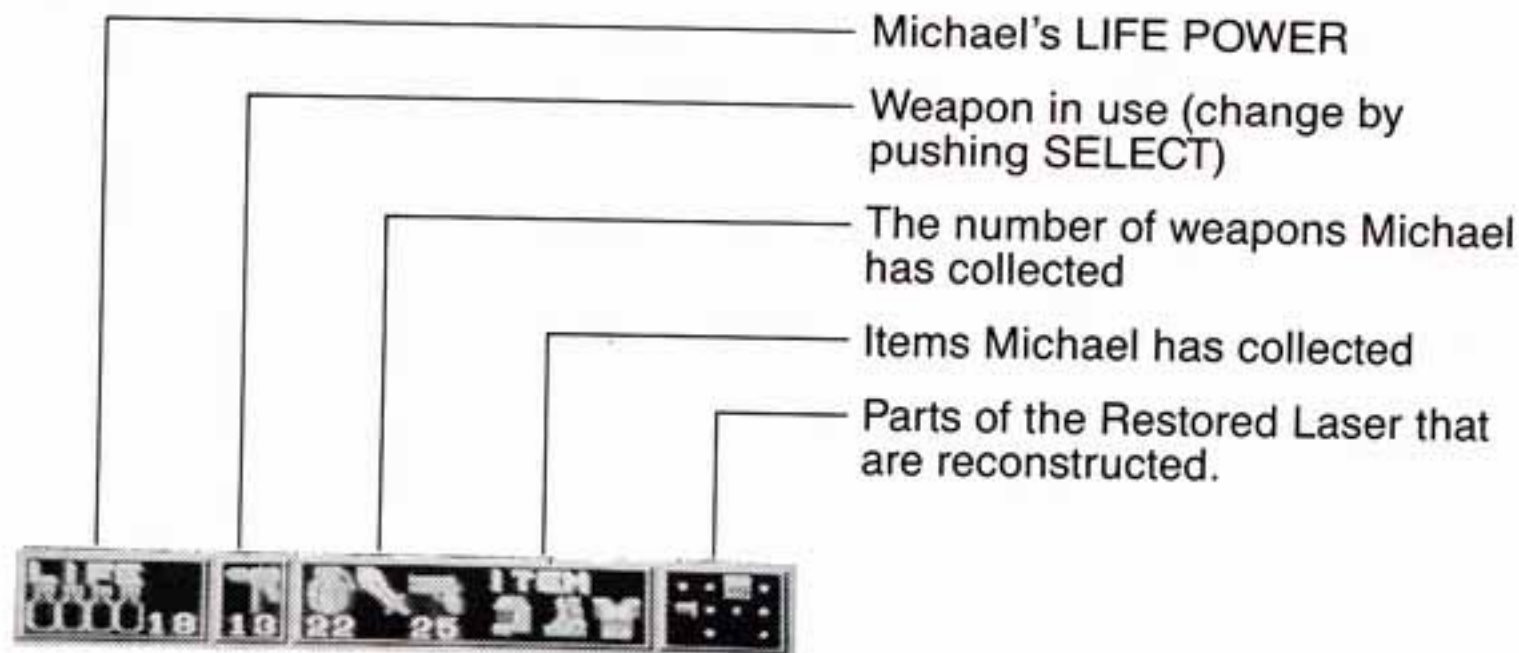 Michael's LIFE POWER
Weapon in use (change by
pushing SELECT)
The number of weapons Michael
has collected
Items Michael has collected
Parts of the Restored Laser that
are reconstructed.
LIFE
18
13
22 25
ITEM